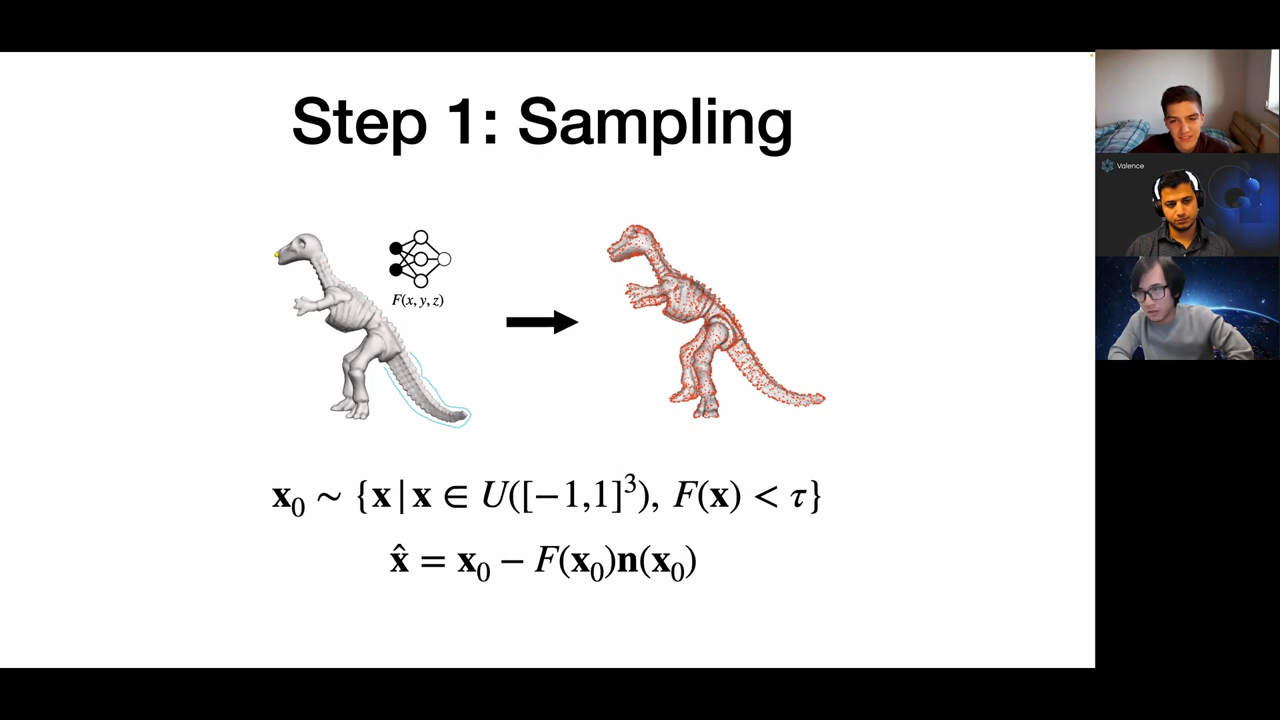 Step 1: Sampling
F(x, y, z)
x₀ ∼ {x | x ∈ U([−1,1]³), F(x) < τ}
x̂ = x₀ − F(x₀)n(x₀)
Valence